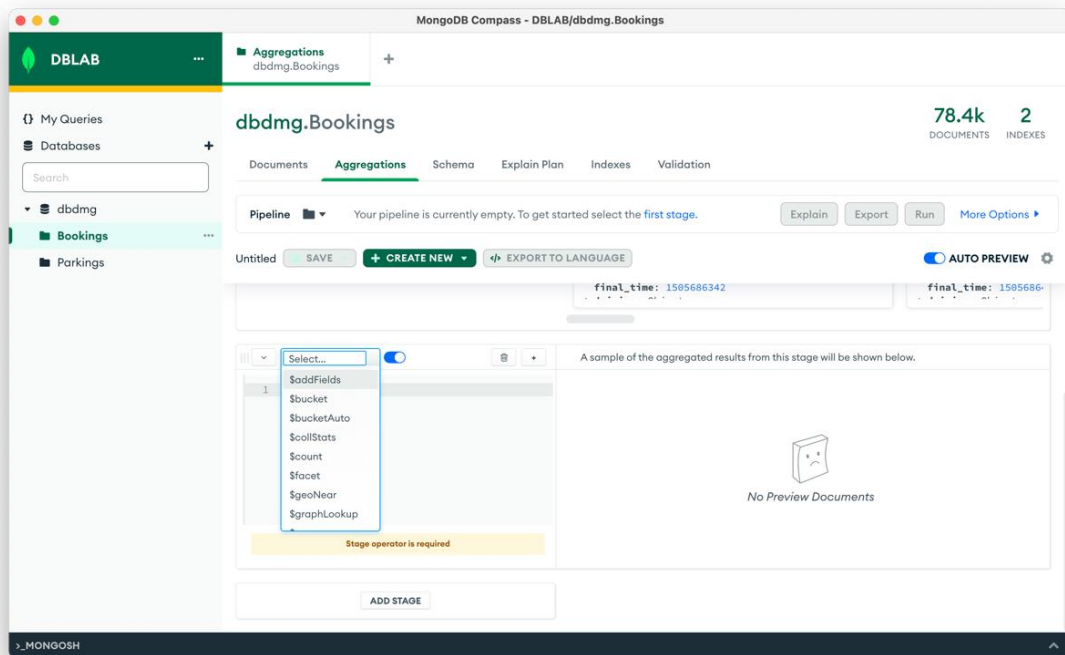 MongoDB Compass - DBLAB/dbdmg.Bookings
DBLAB
Aggregations
dbdmg.Bookings
My Queries
Databases
Search
dbdmg
Bookings
Parkings
dbdmg.Bookings
78.4k
DOCUMENTS
2
INDEXES
Documents Aggregations Schema Explain Plan Indexes Validation
Pipeline Your pipeline is currently empty. To get started select the first stage. Explain Export Run More Options
Untitled SAVE + CREATE NEW </> EXPORT TO LANGUAGE AUTO PREVIEW
final_time: 1505686342
final_time: 1505686
Select...
A sample of the aggregated results from this stage will be shown below.
1
$addFields
$bucket
$bucketAuto
$collStats
$count
$facet
$geoNear
$graphLookup
No Preview Documents
Stage operator is required
ADD STAGE
>_MONGOSH